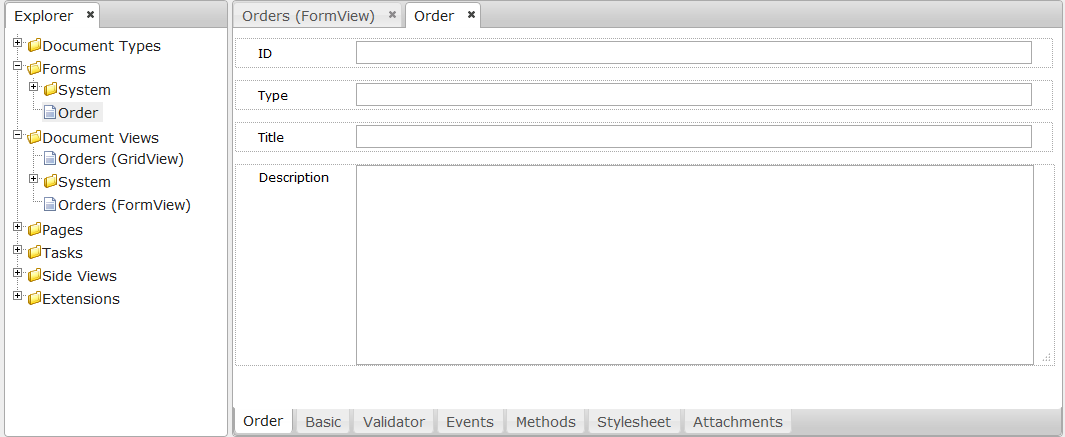 Explorer
Document Types
Forms
System
Order
Document Views
Orders (GridView)
System
Orders (FormView)
Pages
Tasks
Side Views
Extensions
Orders (FormView) Order
ID
Type
Title
Description
Order Basic Validator Events Methods Stylesheet Attachments